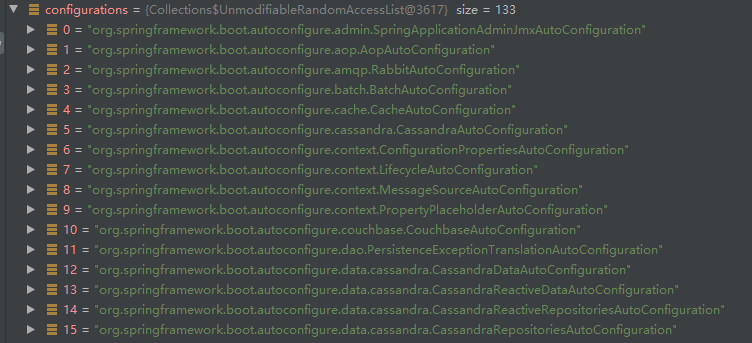 configurations = {Collections$UnmodifiableRandomAccessList@3617} size = 133
0 = "org.springframework.boot.autoconfigure.admin.SpringApplicationAdminJmxAutoConfiguration"
1 = "org.springframework.boot.autoconfigure.aop.AopAutoConfiguration"
2 = "org.springframework.boot.autoconfigure.amqp.RabbitAutoConfiguration"
3 = "org.springframework.boot.autoconfigure.batch.BatchAutoConfiguration"
4 = "org.springframework.boot.autoconfigure.cache.CacheAutoConfiguration"
5 = "org.springframework.boot.autoconfigure.cassandra.CassandraAutoConfiguration"
6 = "org.springframework.boot.autoconfigure.context.ConfigurationPropertiesAutoConfiguration"
7 = "org.springframework.boot.autoconfigure.context.LifecycleAutoConfiguration"
8 = "org.springframework.boot.autoconfigure.context.MessageSourceAutoConfiguration"
9 = "org.springframework.boot.autoconfigure.context.PropertyPlaceholderAutoConfiguration"
10 = "org.springframework.boot.autoconfigure.couchbase.CouchbaseAutoConfiguration"
11 = "org.springframework.boot.autoconfigure.dao.PersistenceExceptionTranslationAutoConfiguration"
12 = "org.springframework.boot.autoconfigure.data.cassandra.CassandraDataAutoConfiguration"
13 = "org.springframework.boot.autoconfigure.data.cassandra.CassandraReactiveDataAutoConfiguration"
14 = "org.springframework.boot.autoconfigure.data.cassandra.CassandraReactiveRepositoriesAutoConfiguration"
15 = "org.springframework.boot.autoconfigure.data.cassandra.CassandraRepositoriesAutoConfiguration"